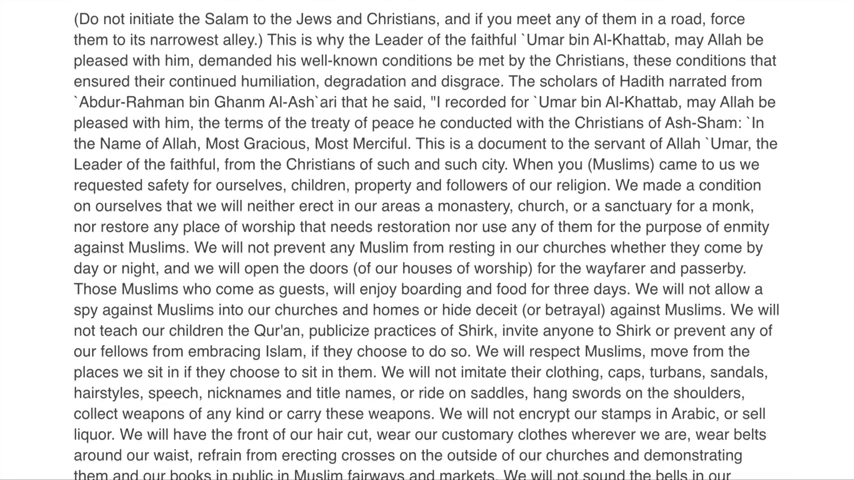 (Do not initiate the Salam to the Jews and Christians, and if you meet any of them in a road, force
them to its narrowest alley.) This is why the Leader of the faithful `Umar bin Al-Khattab, may Allah be
pleased with him, demanded his well-known conditions be met by the Christians, these conditions that
ensured their continued humiliation, degradation and disgrace. The scholars of Hadith narrated from
`Abdur-Rahman bin Ghanm Al-Ash`ari that he said, "I recorded for `Umar bin Al-Khattab, may Allah be
pleased with him, the terms of the treaty of peace he conducted with the Christians of Ash-Sham: `In
the Name of Allah, Most Gracious, Most Merciful. This is a document to the servant of Allah `Umar, the
Leader of the faithful, from the Christians of such and such city. When you (Muslims) came to us we
requested safety for ourselves, children, property and followers of our religion. We made a condition
on ourselves that we will neither erect in our areas a monastery, church, or a sanctuary for a monk,
nor restore any place of worship that needs restoration nor use any of them for the purpose of enmity
against Muslims. We will not prevent any Muslim from resting in our churches whether they come by
day or night, and we will open the doors (of our houses of worship) for the wayfarer and passerby.
Those Muslims who come as guests, will enjoy boarding and food for three days. We will not allow a
spy against Muslims into our churches and homes or hide deceit (or betrayal) against Muslims. We will
not teach our children the Qur'an, publicize practices of Shirk, invite anyone to Shirk or prevent any of
our fellows from embracing Islam, if they choose to do so. We will respect Muslims, move from the
places we sit in if they choose to sit in them. We will not imitate their clothing, caps, turbans, sandals,
hairstyles, speech, nicknames and title names, or ride on saddles, hang swords on the shoulders,
collect weapons of any kind or carry these weapons. We will not encrypt our stamps in Arabic, or sell
liquor. We will have the front of our hair cut, wear our customary clothes wherever we are, wear belts
around our waist, refrain from erecting crosses on the outside of our churches and demonstrating
them and our books in public in Muslim fairways and markets. We will not sound the bells in our